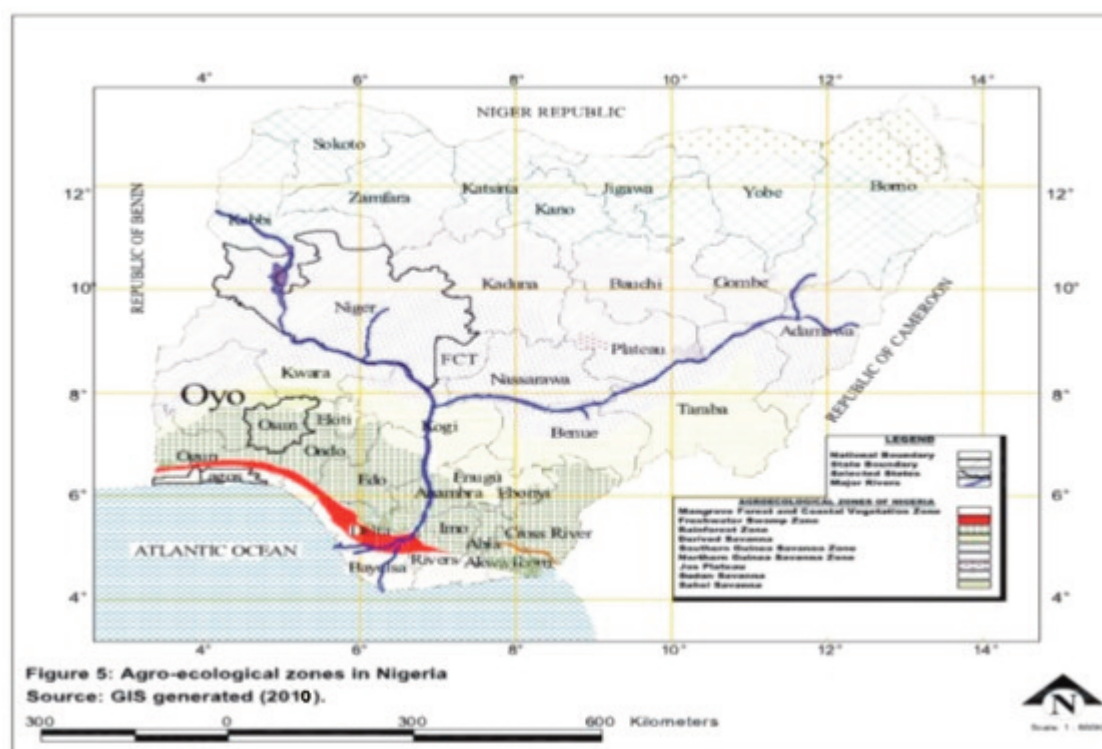 4° 6° 8° 10° 12° 14°
NIGER REPUBLIC
Sokoto
Katsina
Jigawa
Yobe
Borno
12° 12°
Zamfara
Kano
Kebbi
REPUBLIC OF BENIN
Kaduna
Bauchi
Gombe
10° 10°
Niger
Adamawa
REPUBLIC OF CAMEROON
FCT
Plateau
Kwara
Nassarawa
8° 8°
Oyo
Taraba
Osun
Ekiti
Kogi
Benue
Ondo
Ogun
Lagos
Edo
Enugu
Anambra
Ebonyi
6° 6°
Delta
Imo
Cross River
Abia
ATLANTIC OCEAN
Rivers
Akwa Ibom
Bayelsa
4° 4°
LEGEND
National Boundary
State Boundary
Selected States
Major Rivers
AGROECOLOGICAL ZONES OF NIGERIA
Mangrove Forest and Coastal Vegetation Zone
Freshwater Swamp Zone
Rainforest Zone
Derived Savanna
Southern Guinea Savanna Zone
Northern Guinea Savanna Zone
Jos Plateau
Sudan Savanna
Sahel Savanna
4° 6° 8° 10° 12° 14°
Figure 5: Agro-ecological zones in Nigeria
Source: GIS generated (2010).
300 0 300 600 Kilometers
N